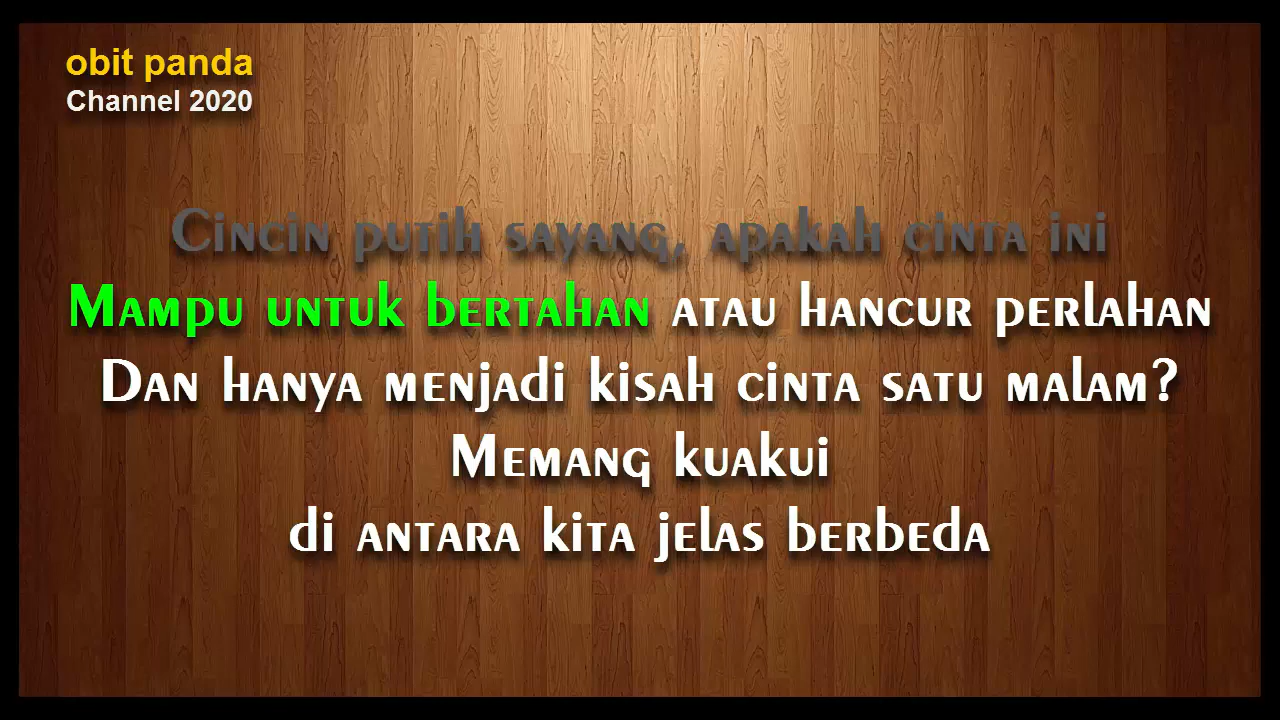 obit panda
Channel 2020
Cincin putih sayang, apakah cinta ini
Mampu untuk bertahan atau hancur perlahan
Dan hanya menjadi kisah cinta satu malam?
Memang kuakui
di antara kita jelas berbeda